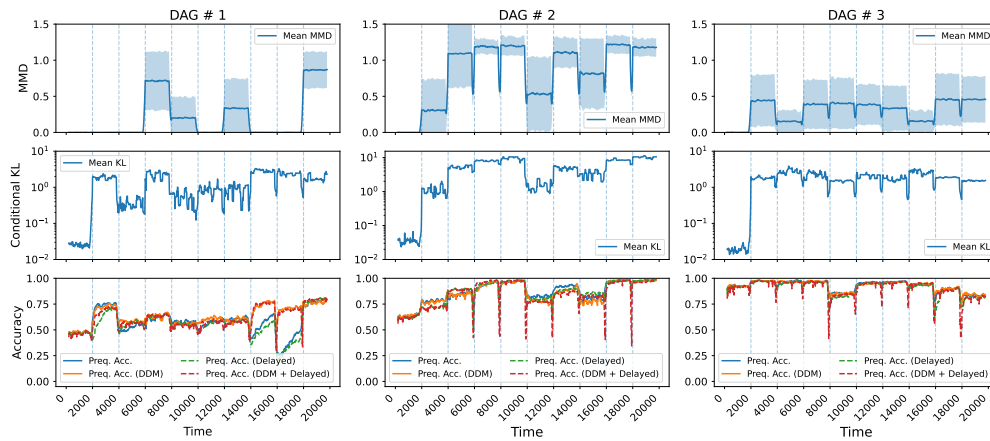 DAG # 1
DAG # 2
DAG # 3
MMD
1.5
1.0
0.5
0.0
Mean MMD
1.5
1.0
0.5
0.0
Mean MMD
1.5
1.0
0.5
0.0
Mean MMD
Conditional KL
10^1
10^0
10^-1
10^-2
Mean KL
10^1
10^0
10^-1
10^-2
Mean KL
10^1
10^0
10^-1
10^-2
Mean KL
Accuracy
1.00
0.75
0.50
0.25
0.00
Preq. Acc.
Preq. Acc. (DDM)
Preq. Acc. (Delayed)
Preq. Acc. (DDM + Delayed)
0 2000 4000 6000 8000 10000 12000 14000 16000 18000 20000
Time
1.00
0.75
0.50
0.25
0.00
Preq. Acc.
Preq. Acc. (DDM)
Preq. Acc. (Delayed)
Preq. Acc. (DDM + Delayed)
0 2000 4000 6000 8000 10000 12000 14000 16000 18000 20000
Time
1.00
0.75
0.50
0.25
0.00
Preq. Acc.
Preq. Acc. (DDM)
Preq. Acc. (Delayed)
Preq. Acc. (DDM + Delayed)
0 2000 4000 6000 8000 10000 12000 14000 16000 18000 20000
Time